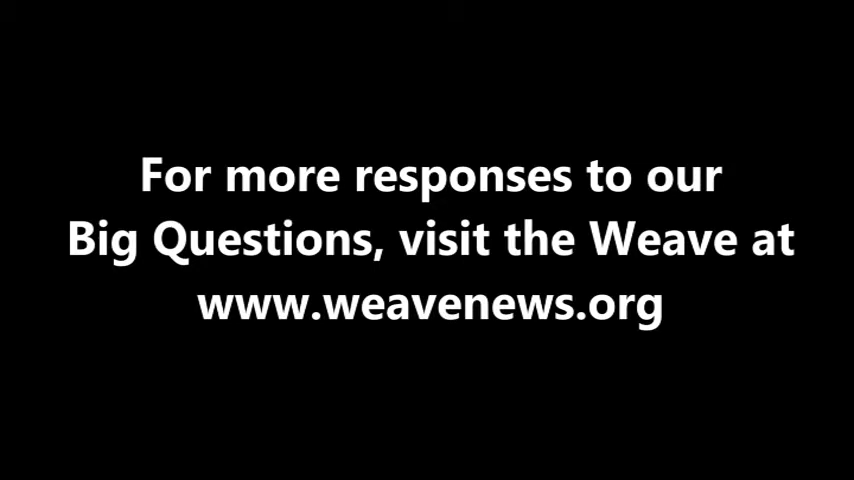 For more responses to our
Big Questions, visit the Weave at
www.weavenews.org